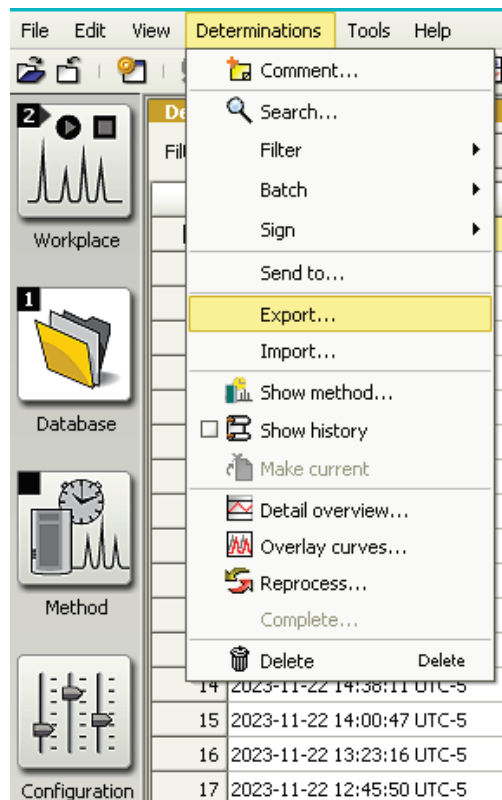 File Edit View Determinations Tools Help
Comment...
2
De
Search...
Fil
Filter
Batch
Workplace
Sign
Send to...
1
Export...
Import...
Show method...
Database
Show history
Make current
Detail overview...
Overlay curves...
Reprocess...
Method
Complete...
Delete Delete
14 2023-11-22 14:38:11 UTC-5
15 2023-11-22 14:00:47 UTC-5
16 2023-11-22 13:23:16 UTC-5
Configuration
17 2023-11-22 12:45:50 UTC-5